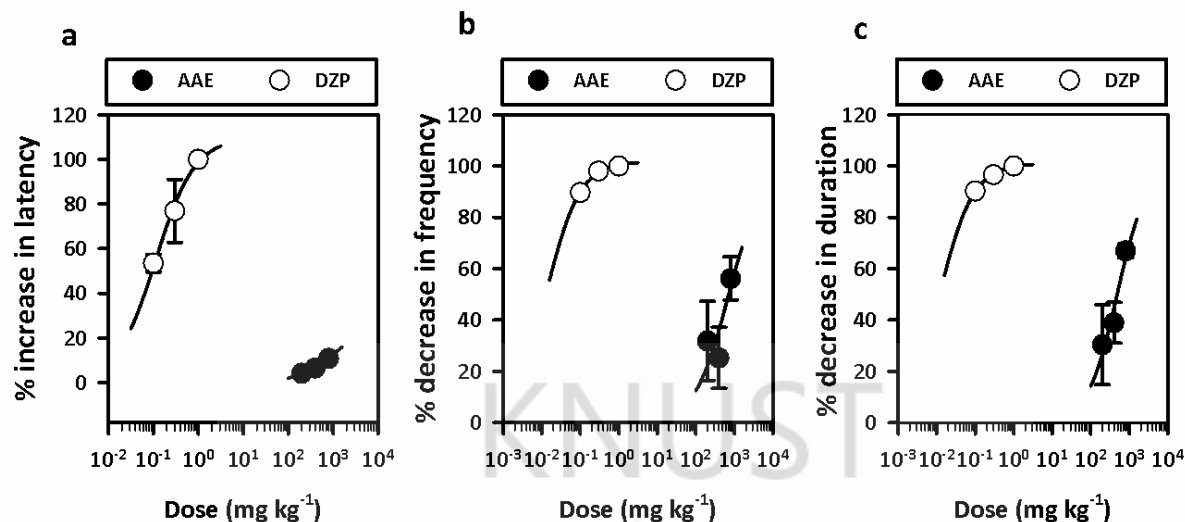 a
AAE DZP
% increase in latency
120
100
80
60
40
20
0
10-2 10-1 100 101 102 103 104
Dose (mg kg-1)
b
AAE DZP
% decrease in frequency
120
100
80
60
40
20
0
10-3 10-2 10-1 100 101 102 103 104
Dose (mg kg-1)
c
AAE DZP
% decrease in duration
120
100
80
60
40
20
0
10-3 10-2 10-1 100 101 102 103 104
Dose (mg kg-1)
KNUST